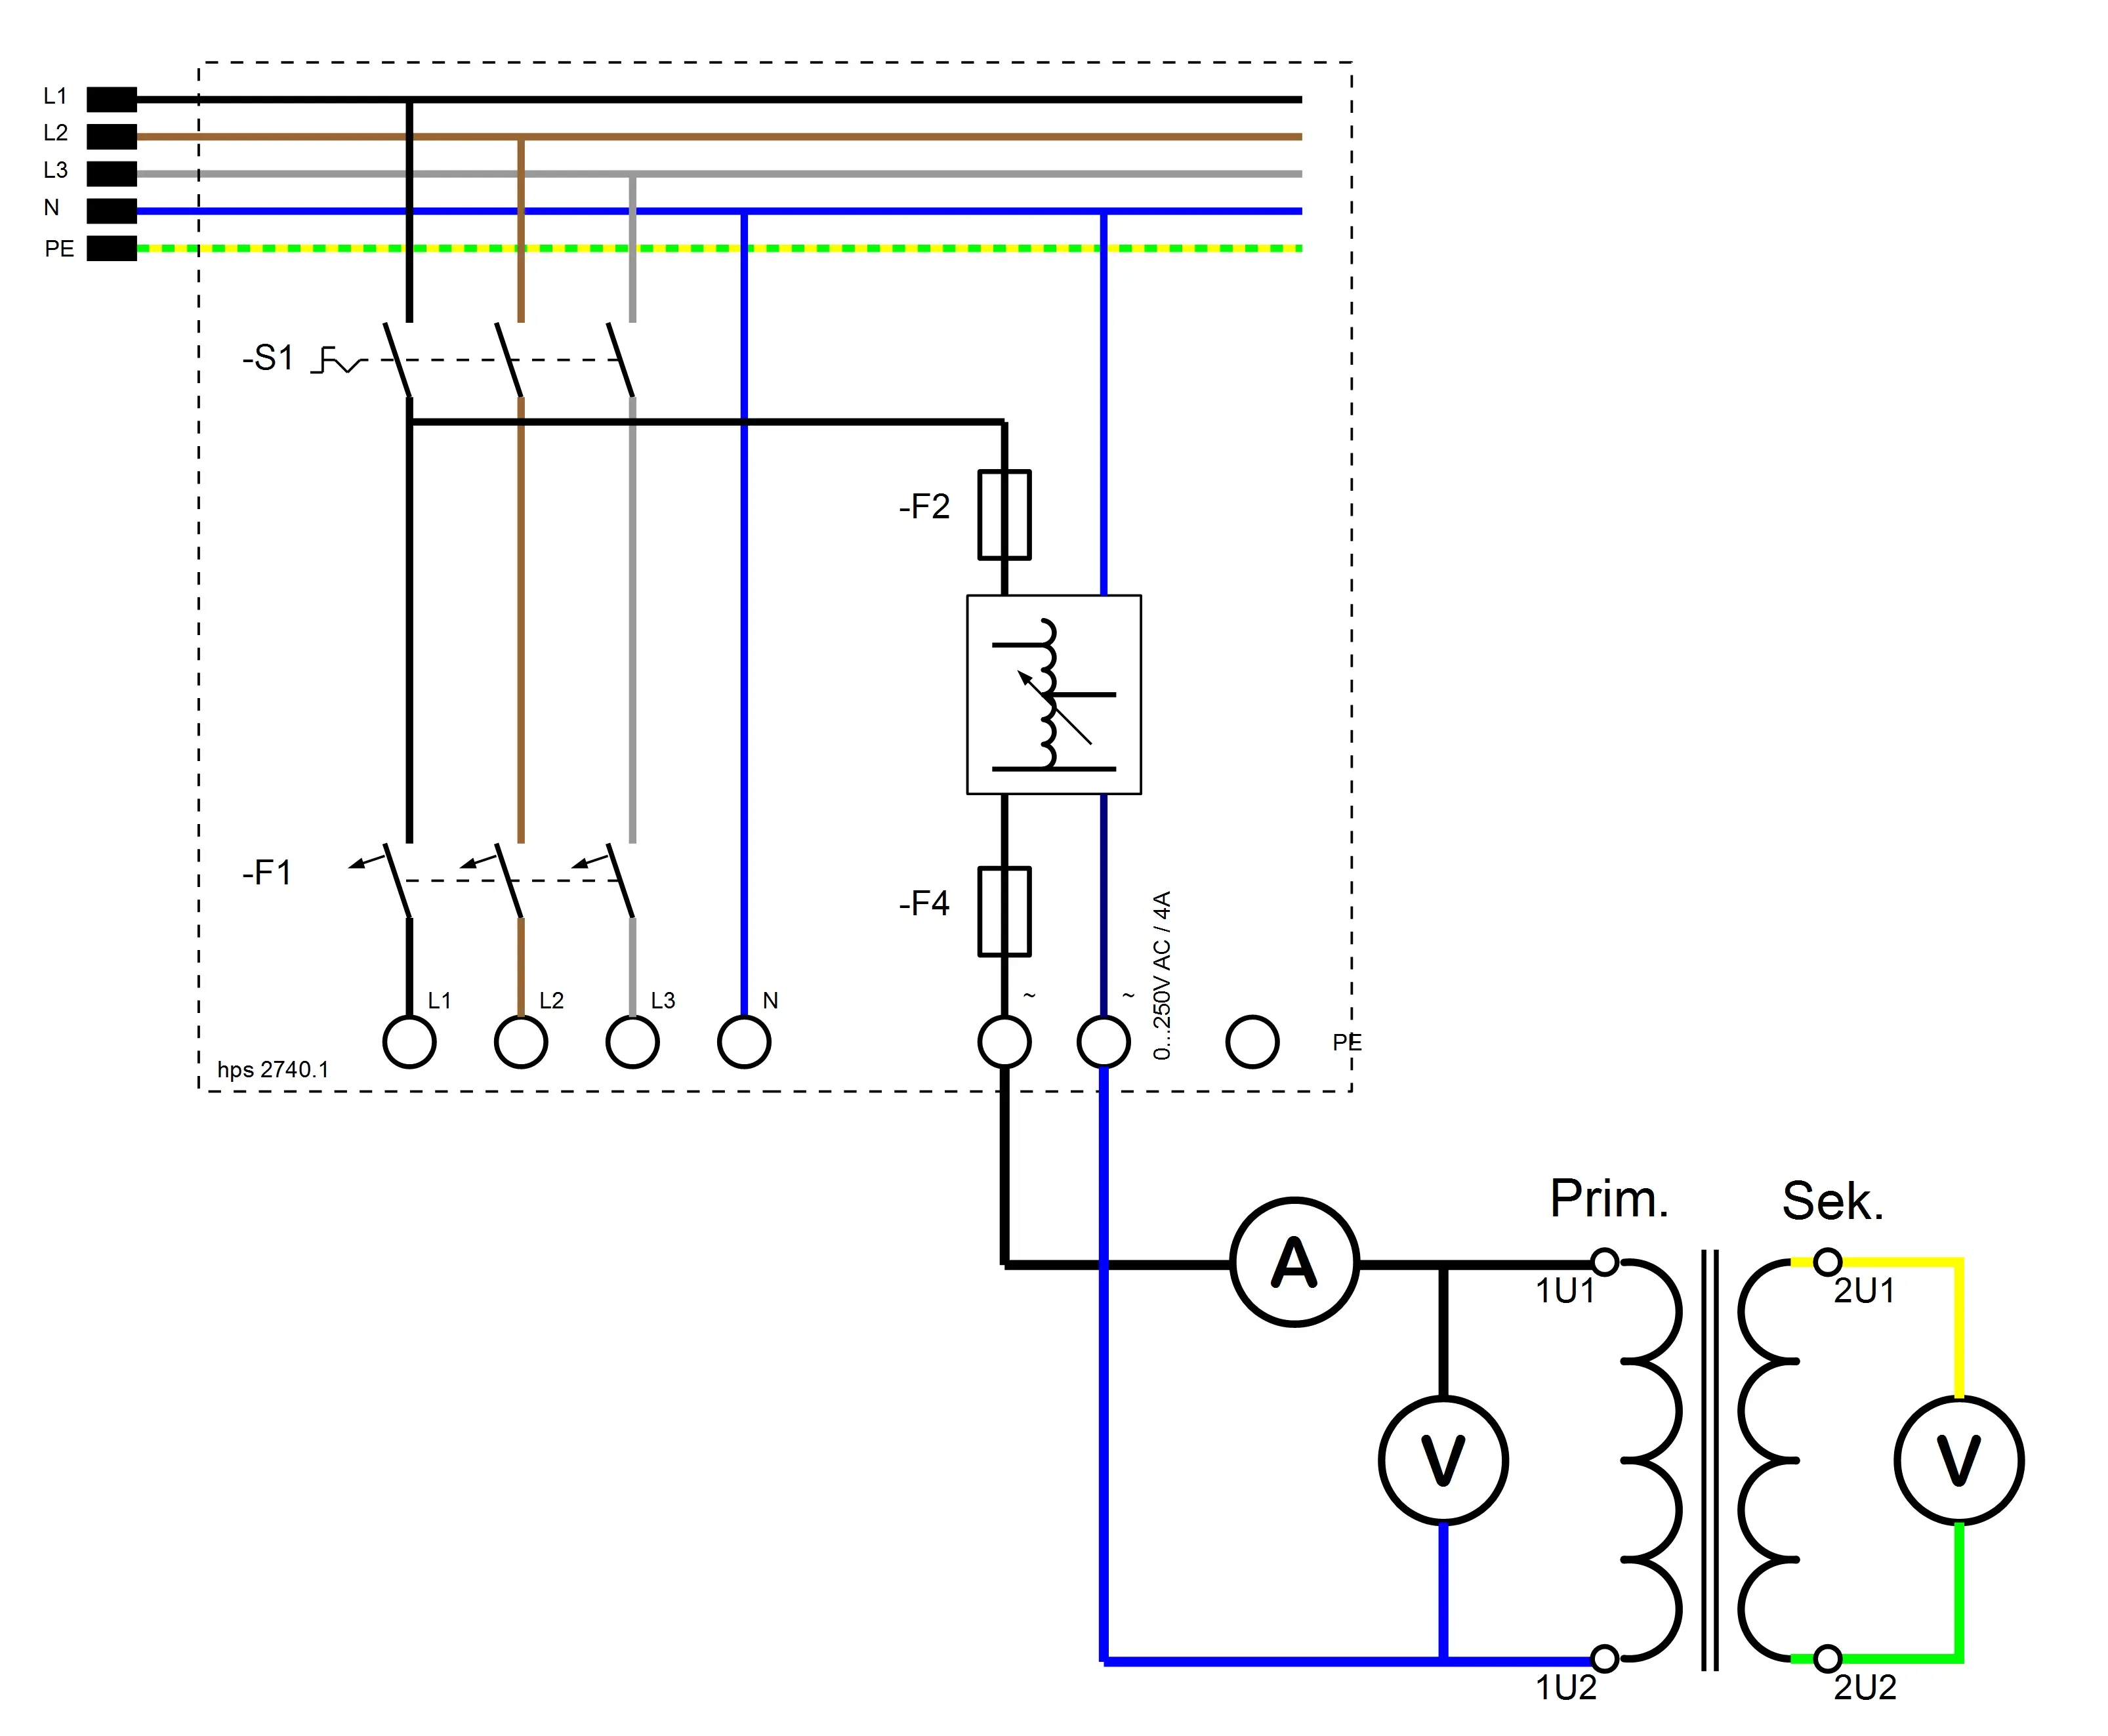 L1
L2
L3
N
PE
-S1
-F2
-F1
-F4
0...250V AC / 4A
L1
L2
L3
N
~
~
PE
hps 2740.1
Prim.
Sek.
A
1U1
2U1
V
V
1U2
2U2